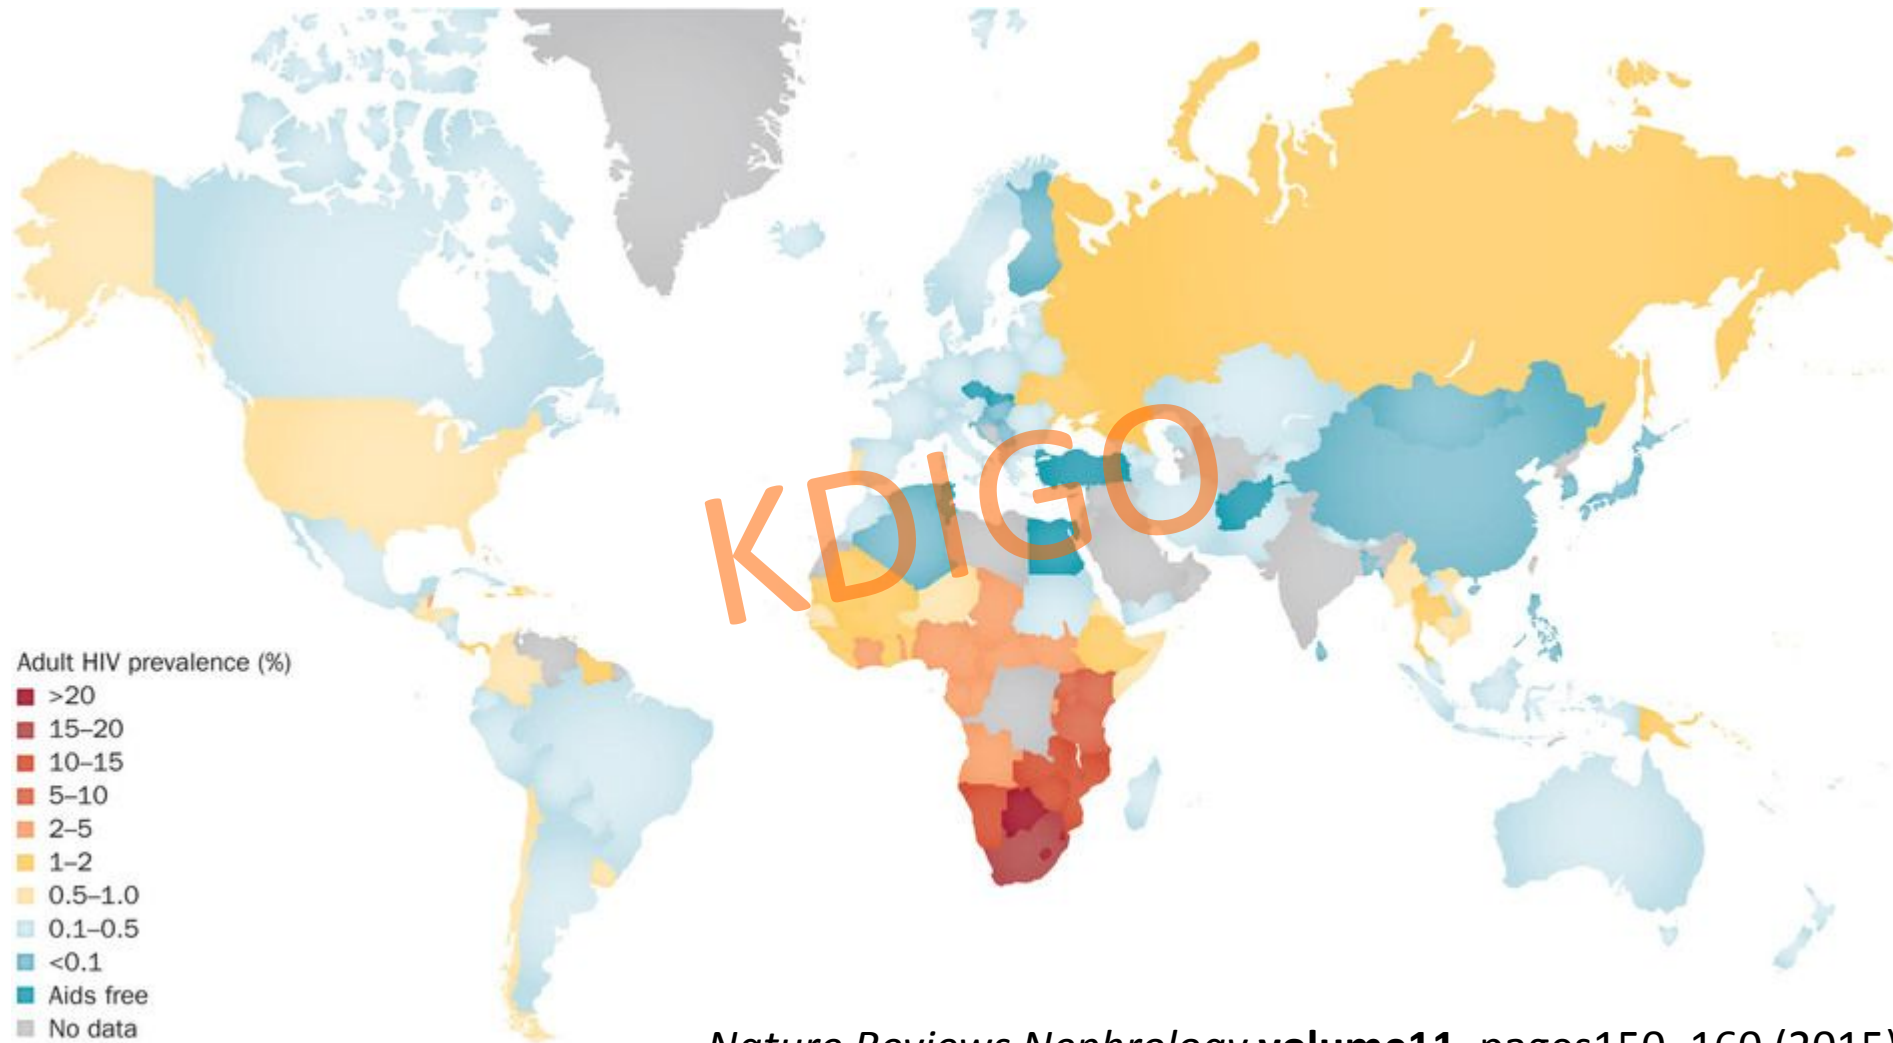 KDIGO
Adult HIV prevalence (%)
>20
15–20
10–15
5–10
2–5
1–2
0.5–1.0
0.1–0.5
<0.1
Aids free
No data
Nature Reviews Nephrology volume11, pages150–160 (2015)